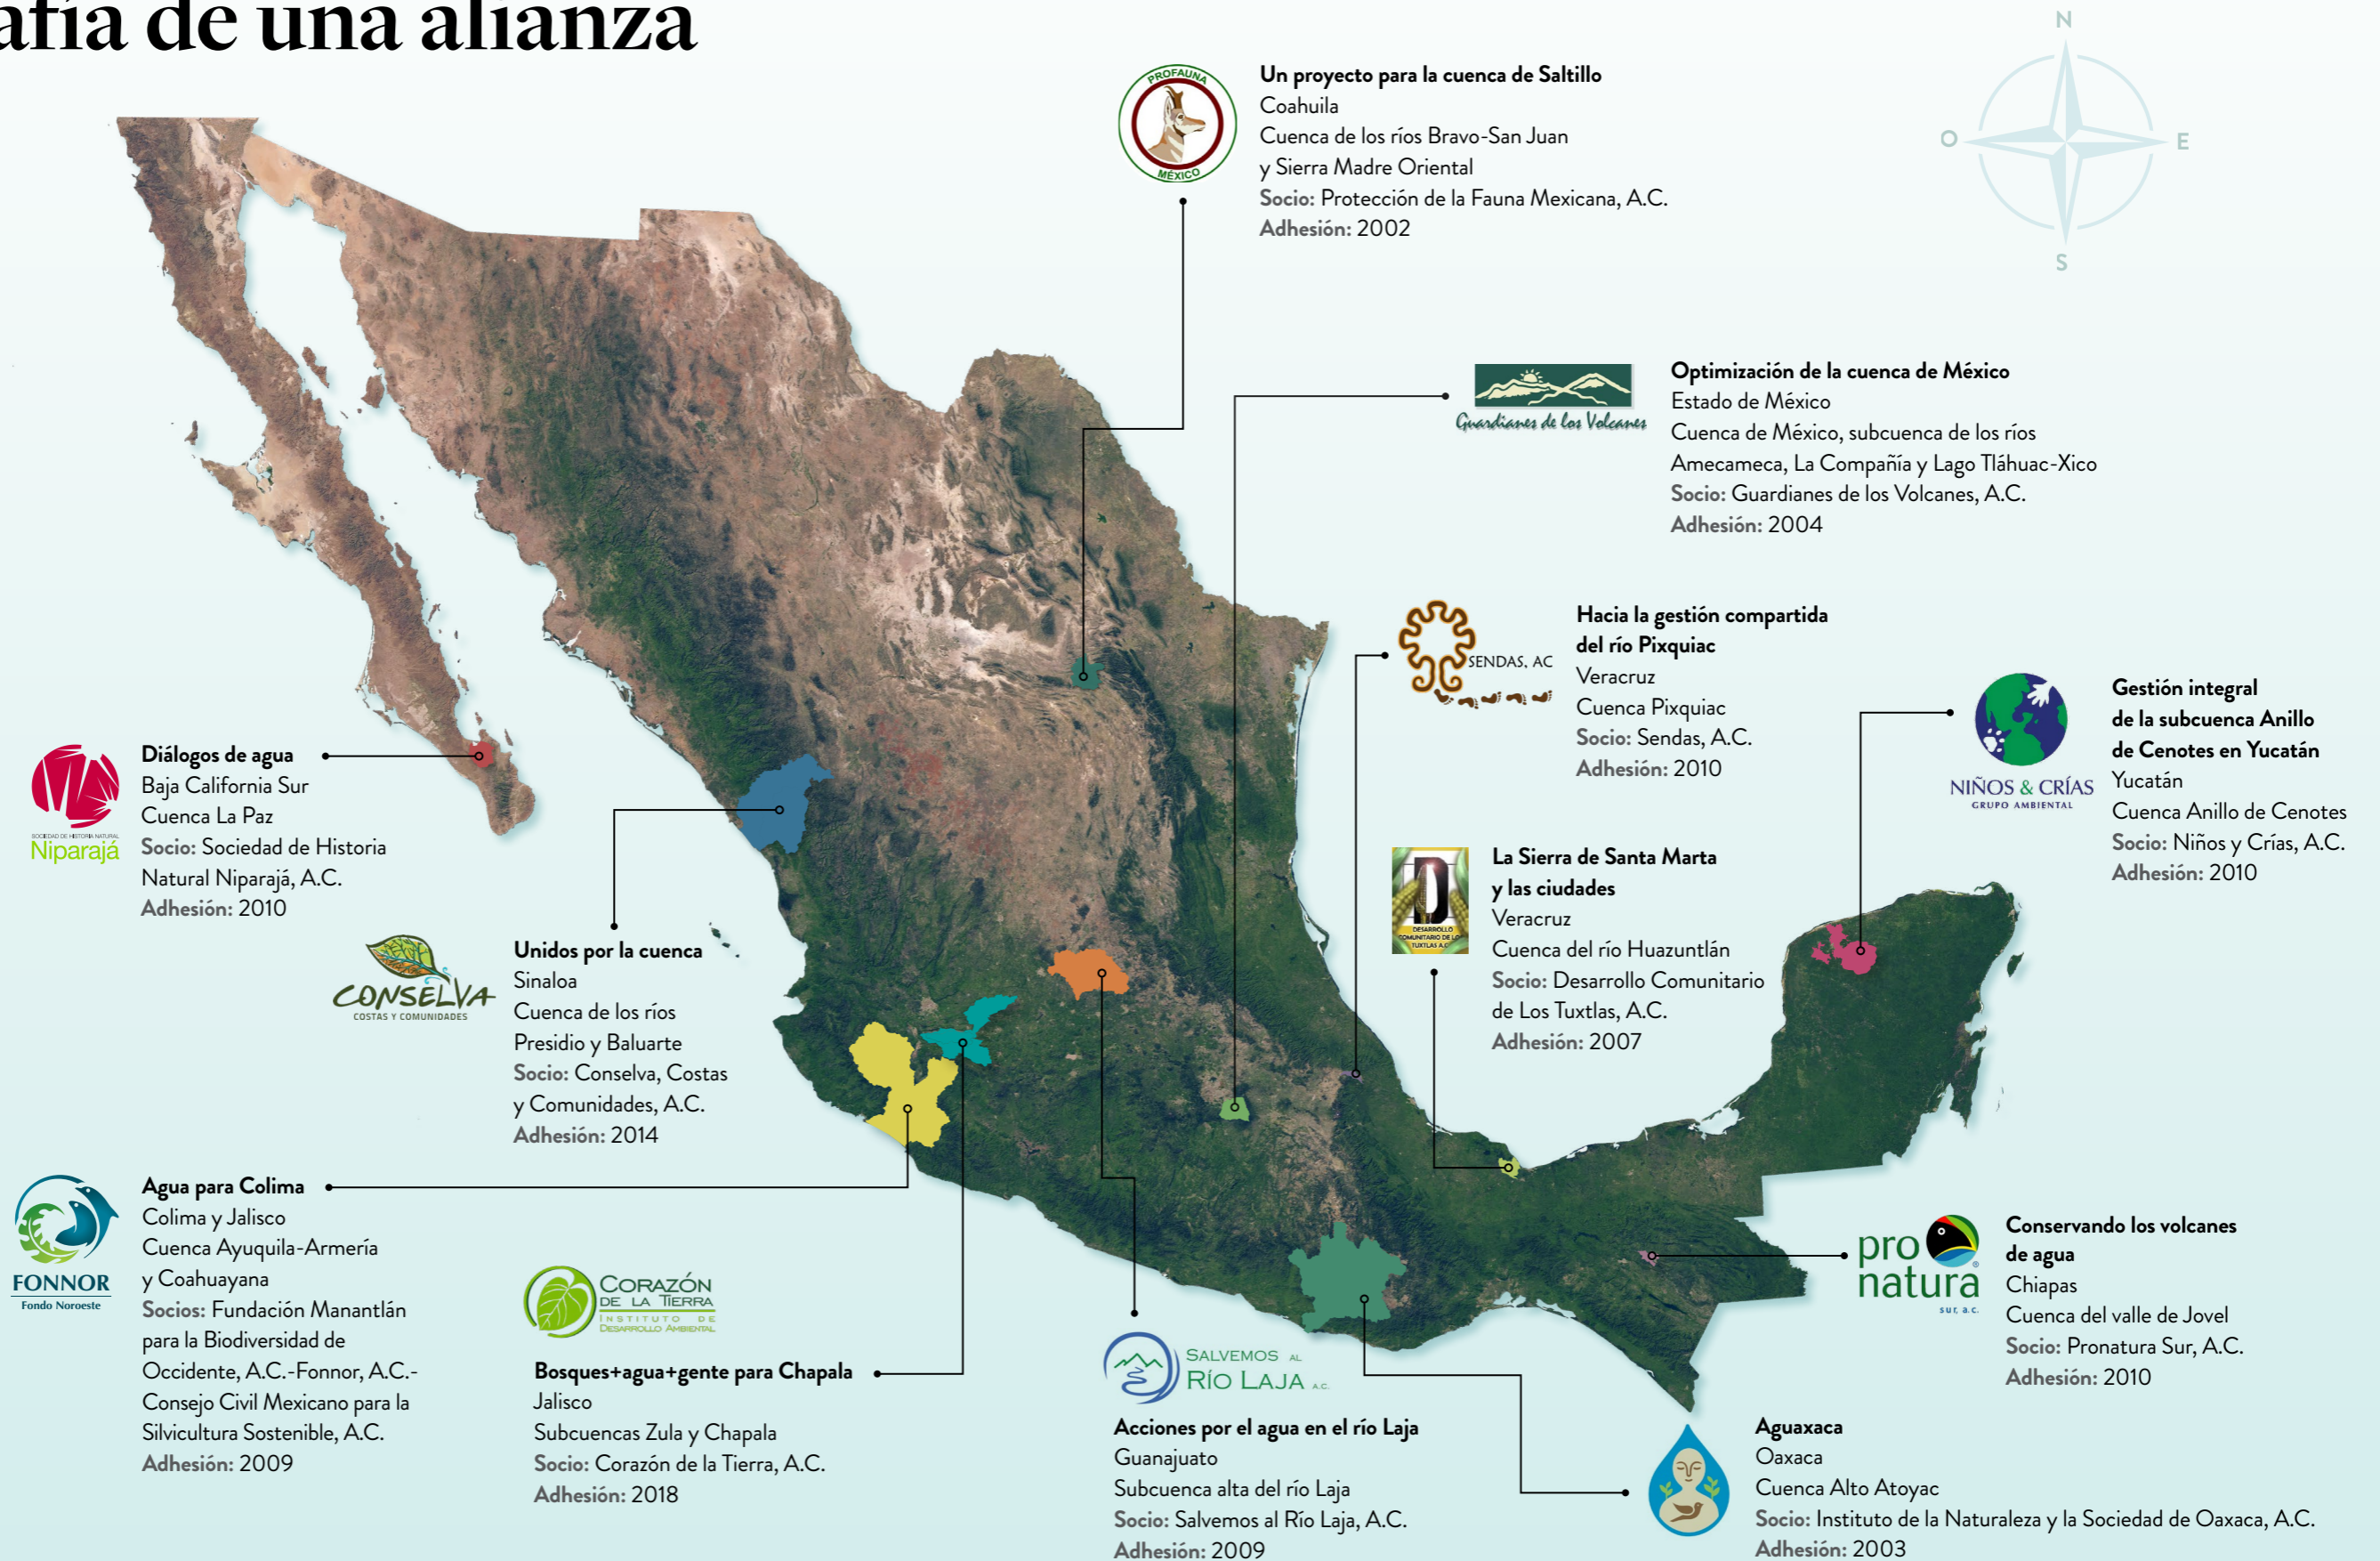 afía de una alianza
N
O
E
S
PROFAUNA
MÉXICO
Un proyecto para la cuenca de Saltillo
Coahuila
Cuenca de los ríos Bravo-San Juan
y Sierra Madre Oriental
Socio: Protección de la Fauna Mexicana, A.C.
Adhesión: 2002
Guardianes de los Volcanes
Optimización de la cuenca de México
Estado de México
Cuenca de México, subcuenca de los ríos
Amecameca, La Compañía y Lago Tláhuac-Xico
Socio: Guardianes de los Volcanes, A.C.
Adhesión: 2004
SENDAS, AC
Hacia la gestión compartida
del río Pixquiac
Veracruz
Cuenca Pixquiac
Socio: Sendas, A.C.
Adhesión: 2010
NIÑOS & CRÍAS
GRUPO AMBIENTAL
Gestión integral
de la subcuenca Anillo
de Cenotes en Yucatán
Yucatán
Cuenca Anillo de Cenotes
Socio: Niños y Crías, A.C.
Adhesión: 2010
SOCIEDAD DE HISTORIA NATURAL
Niparajá
Diálogos de agua
Baja California Sur
Cuenca La Paz
Socio: Sociedad de Historia
Natural Niparajá, A.C.
Adhesión: 2010
D
DESARROLLO
COMUNITARIO DE LOS
TUXTLAS A.C.
La Sierra de Santa Marta
y las ciudades
Veracruz
Cuenca del río Huazuntlán
Socio: Desarrollo Comunitario
de Los Tuxtlas, A.C.
Adhesión: 2007
CONSELVA
COSTAS Y COMUNIDADES
Unidos por la cuenca
Sinaloa
Cuenca de los ríos
Presidio y Baluarte
Socio: Conselva, Costas
y Comunidades, A.C.
Adhesión: 2014
FONNOR
Fondo Noroeste
Agua para Colima
Colima y Jalisco
Cuenca Ayuquila-Armería
y Coahuayana
Socios: Fundación Manantlán
para la Biodiversidad de
Occidente, A.C.-Fonnor, A.C.-
Consejo Civil Mexicano para la
Silvicultura Sostenible, A.C.
Adhesión: 2009
CORAZÓN
DE LA TIERRA
INSTITUTO DE
DESARROLLO AMBIENTAL
Bosques+agua+gente para Chapala
Jalisco
Subcuencas Zula y Chapala
Socio: Corazón de la Tierra, A.C.
Adhesión: 2018
SALVEMOS AL
RÍO LAJA A.C.
Acciones por el agua en el río Laja
Guanajuato
Subcuenca alta del río Laja
Socio: Salvemos al Río Laja, A.C.
Adhesión: 2009
pro
natura
sur, a.c.
Conservando los volcanes
de agua
Chiapas
Cuenca del valle de Jovel
Socio: Pronatura Sur, A.C.
Adhesión: 2010
Aguaxaca
Oaxaca
Cuenca Alto Atoyac
Socio: Instituto de la Naturaleza y la Sociedad de Oaxaca, A.C.
Adhesión: 2003